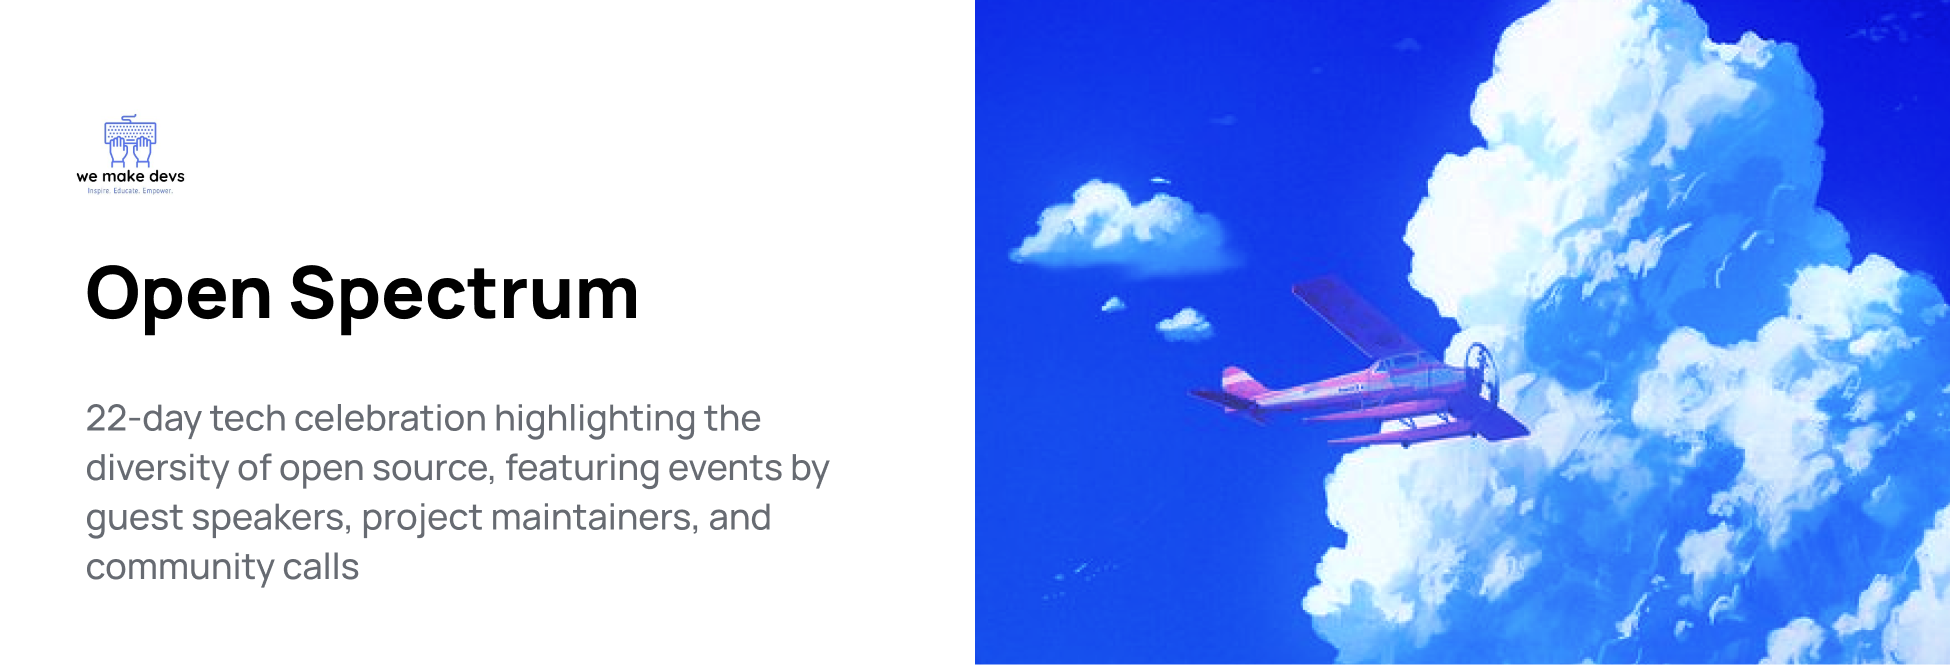 we make devs
Inspire. Educate. Empower.
Open Spectrum
22-day tech celebration highlighting the
diversity of open source, featuring events by
guest speakers, project maintainers, and
community calls